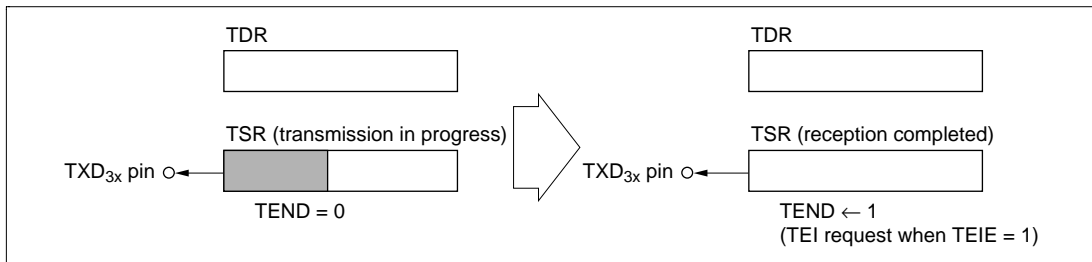 TDR
TSR (transmission in progress)
TXD3x pin
TEND = 0
TDR
TSR (reception completed)
TXD3x pin
TEND ← 1
(TEI request when TEIE = 1)